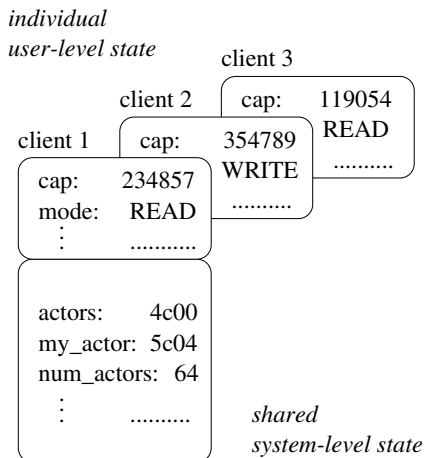 individual
user-level state
client 3
cap: 119054
READ
..........
client 2
cap: 354789
WRITE
..........
client 1
cap: 234857
mode: READ
⋮ ...........
actors: 4c00
my_actor: 5c04
num_actors: 64
⋮ ..........
shared
system-level state